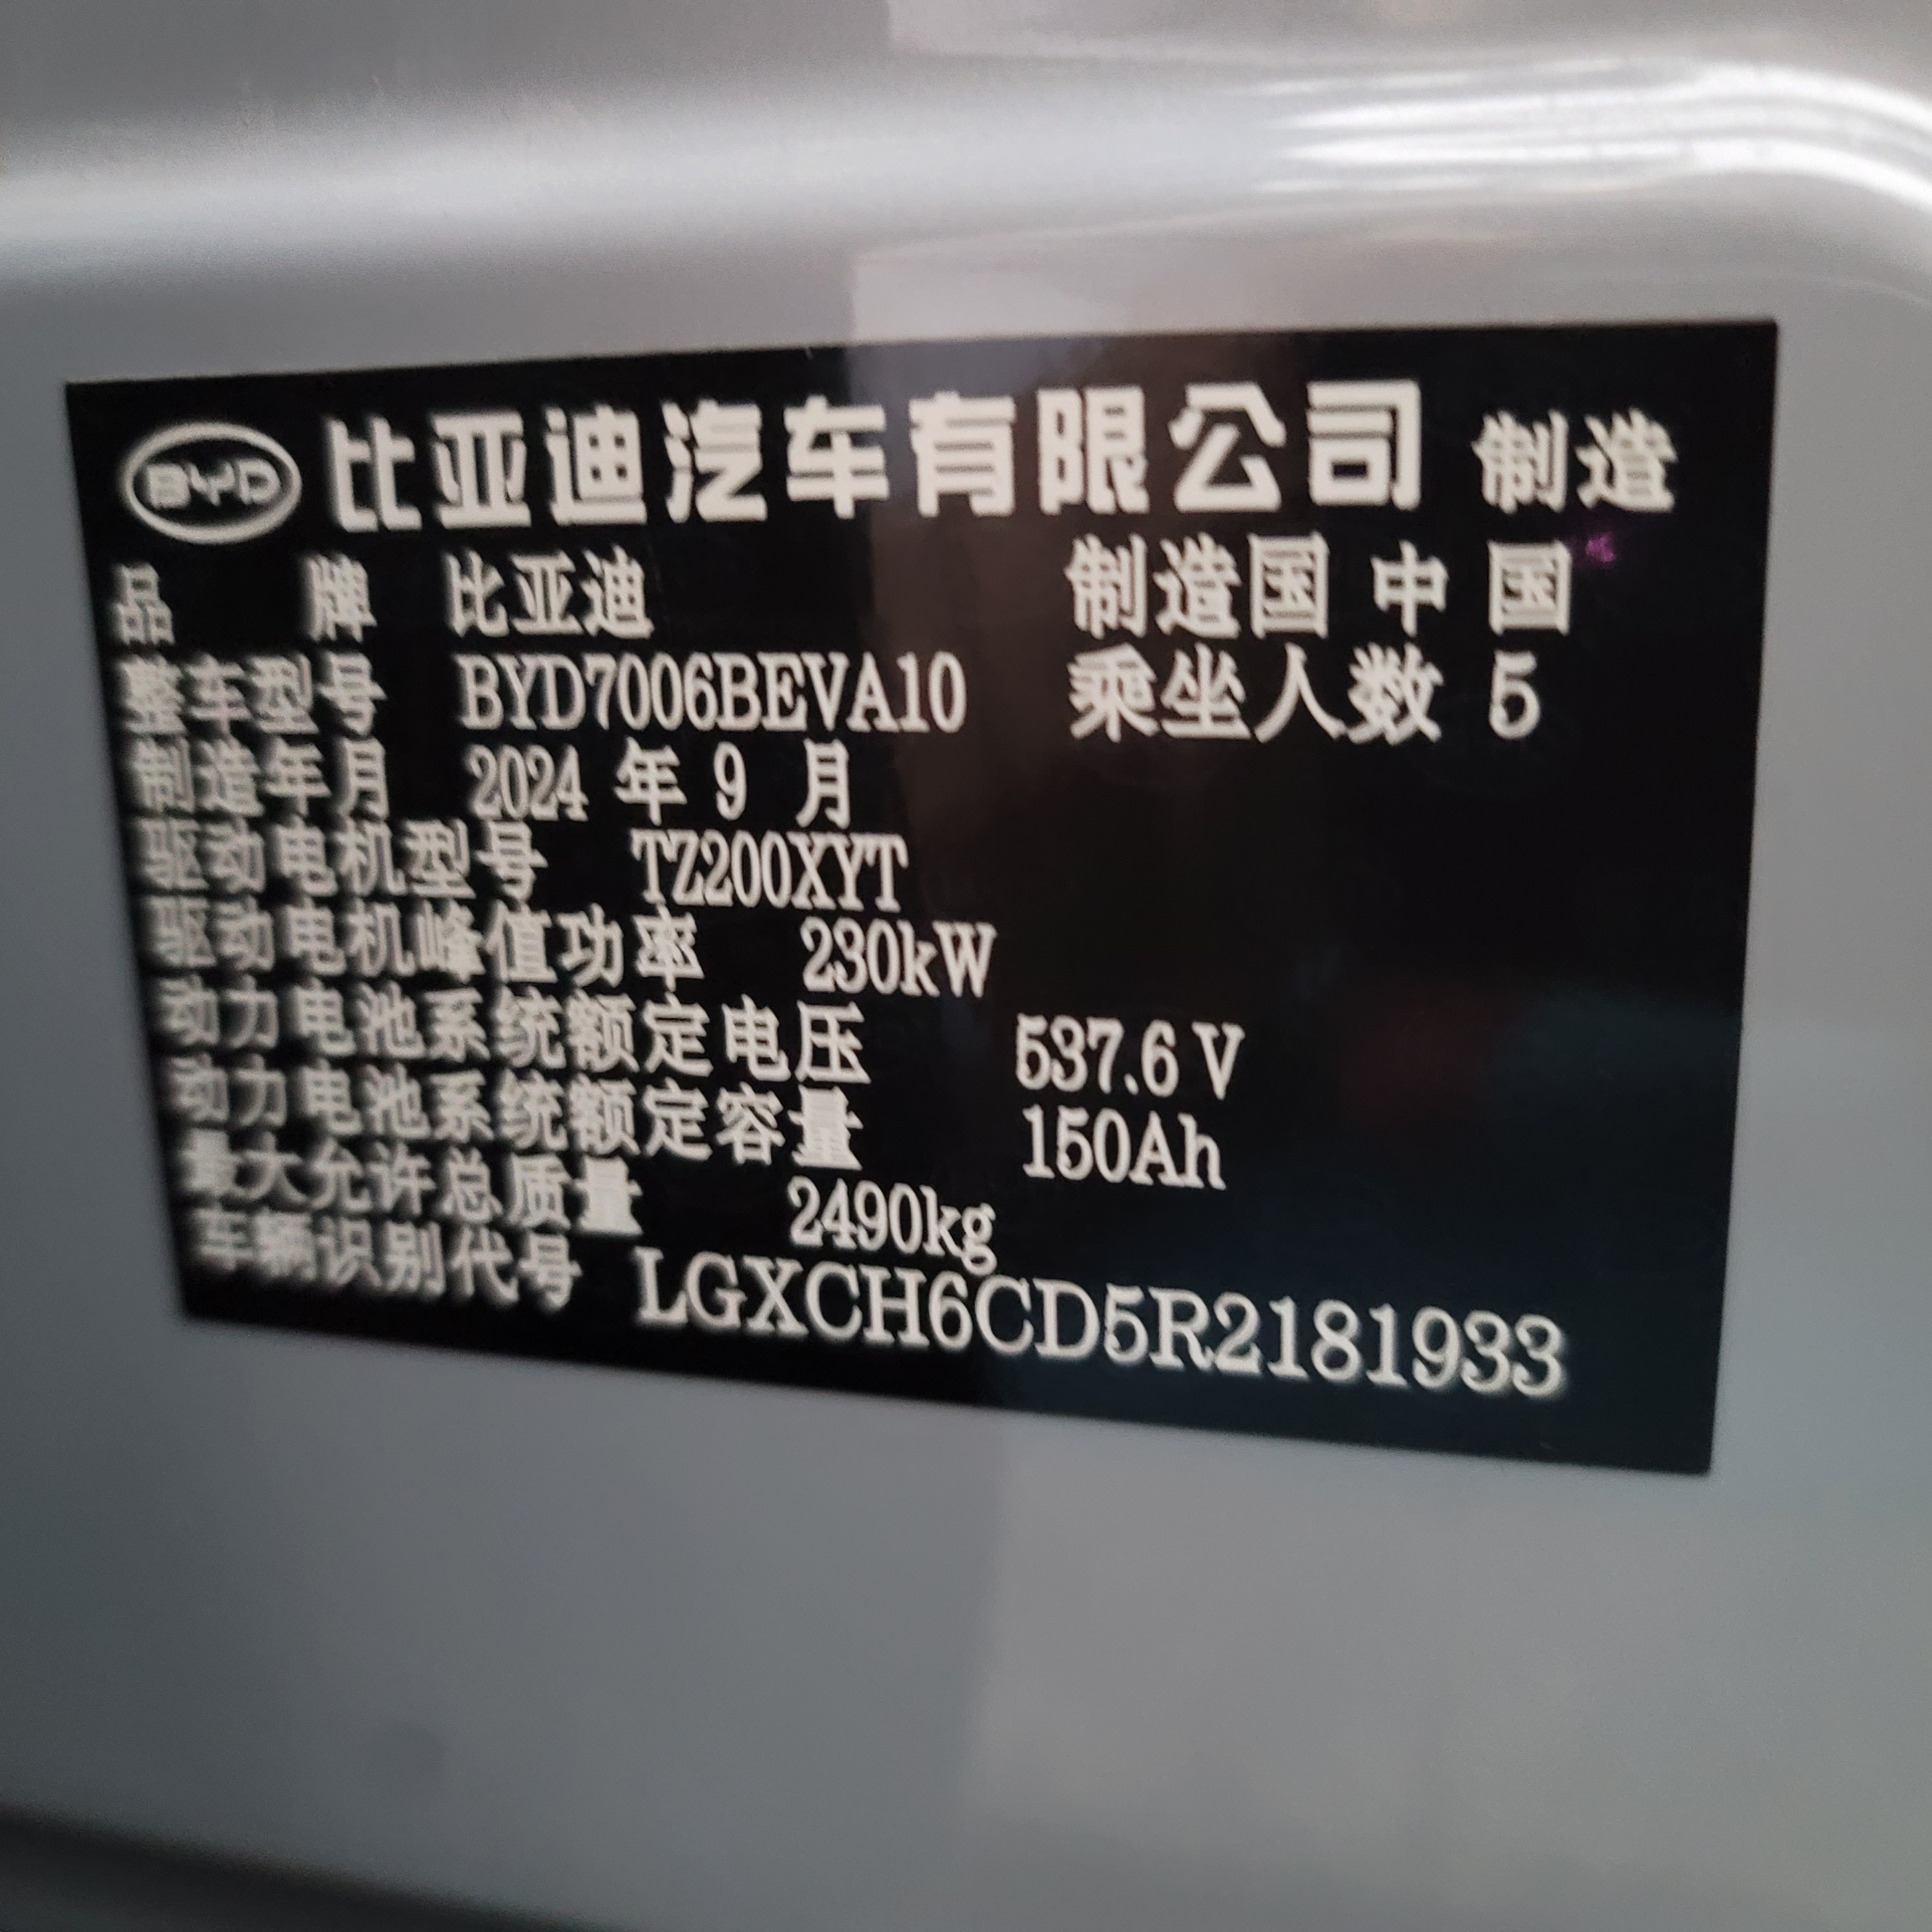 BYD 比亚迪汽车有限公司 制造
品 牌 比亚迪 制造国 中 国
整车型号 BYD7006BEVA10 乘坐人数 5
制造年月 2024 年 9 月
驱动电机型号 TZ200XYT
驱动电机峰值功率 230kW
动力电池系统额定电压 537.6 V
动力电池系统额定容量 150Ah
最大允许总质量 2490kg
车辆识别代号 LGXCH6CD5R2181933